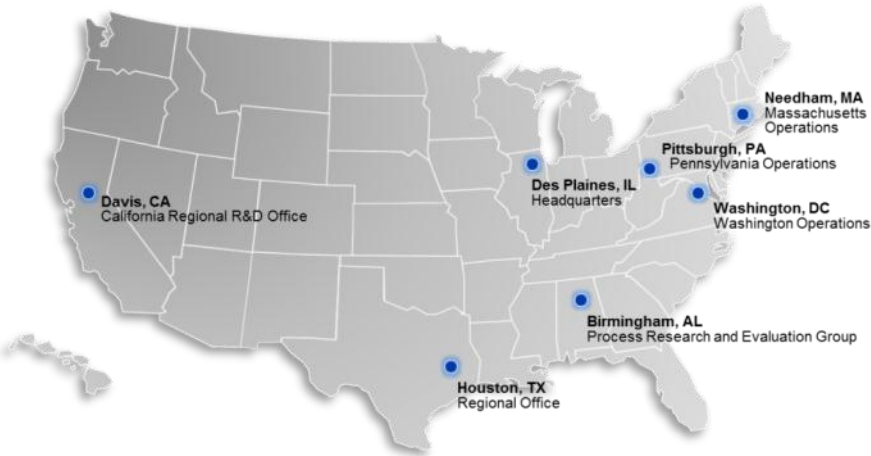 Needham, MA
Massachusetts
Operations
Pittsburgh, PA
Pennsylvania Operations
Des Plaines, IL
Headquarters
Davis, CA
California Regional R&D Office
Washington, DC
Washington Operations
Birmingham, AL
Process Research and Evaluation Group
Houston, TX
Regional Office